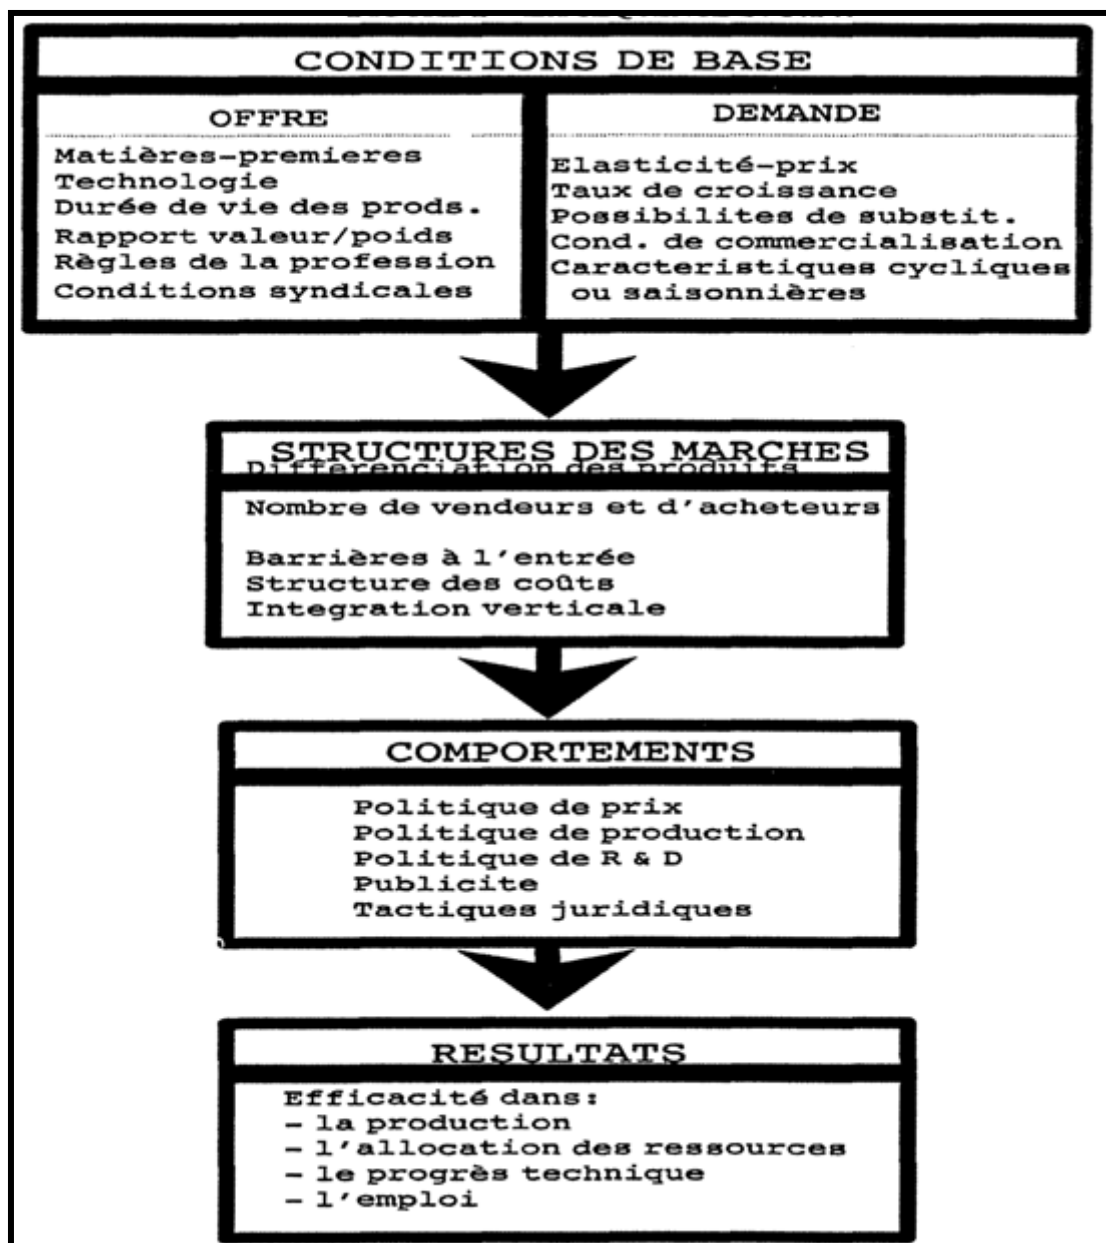 CONDITIONS DE BASE
OFFRE
Matières-premieres
Technologie
Durée de vie des prods.
Rapport valeur/poids
Règles de la profession
Conditions syndicales
DEMANDE
Elasticité-prix
Taux de croissance
Possibilites de substit.
Cond. de commercialisation
Caracteristiques cycliques
ou saisonnières
STRUCTURES DES MARCHES
Differenciation des produits
Nombre de vendeurs et d'acheteurs
Barrières à l'entrée
Structure des coûts
Integration verticale
COMPORTEMENTS
Politique de prix
Politique de production
Politique de R & D
Publicite
Tactiques juridiques
RESULTATS
Efficacité dans:
- la production
- l'allocation des ressources
- le progrès technique
- l'emploi